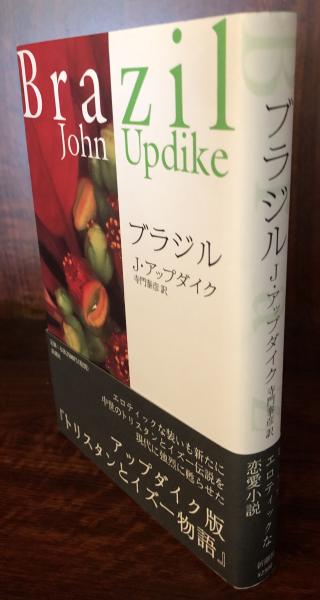 Brazil
John Updike
ブラジル
J・アップダイク
寺門泰彦 訳
エロティックな装いも新たに
中世のトリスタンとイズー伝説を
現代に強烈に甦らせた
アップダイク版
『トリスタンとイズー物語』
ブラジル
J・アップダイク
寺門泰彦 訳
エロティックな
恋愛小説